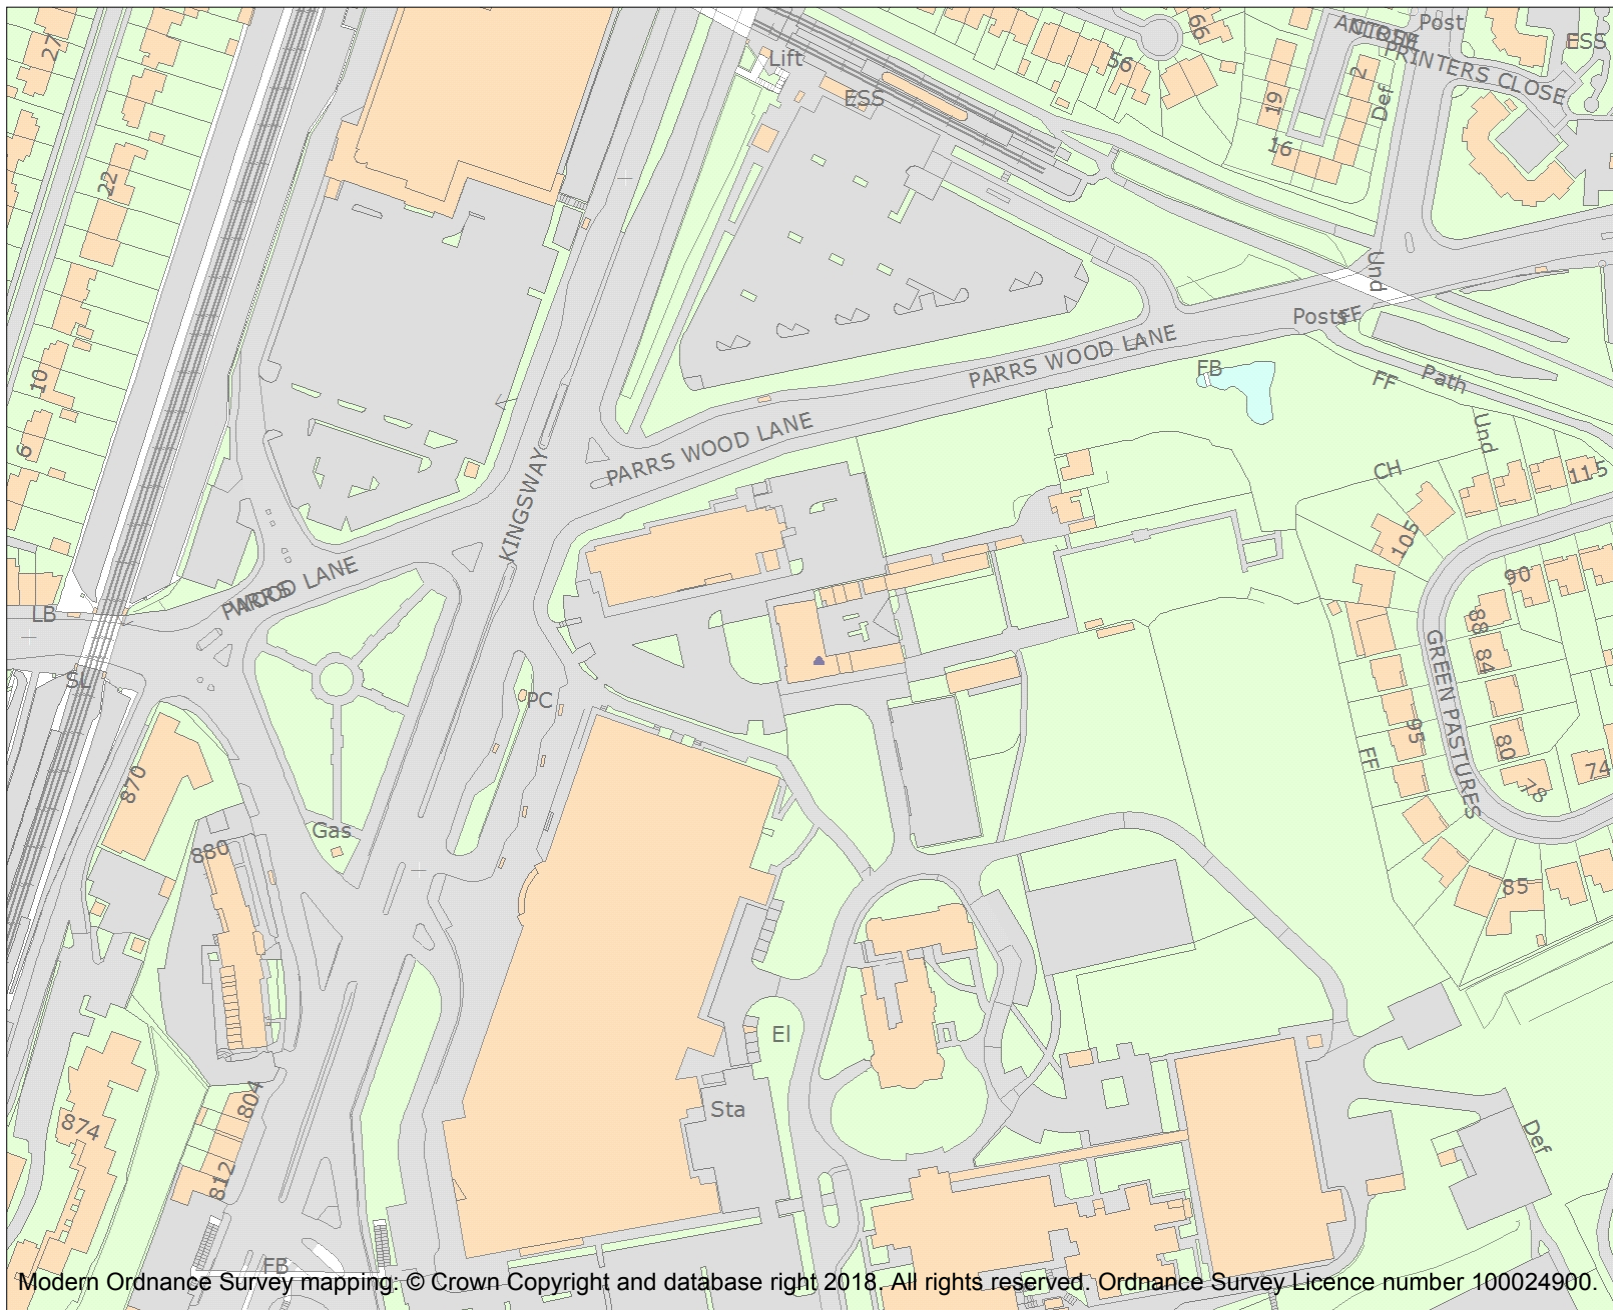 27
Lift
ESS
56
66
Post
ESS
PRINTERS CLOSE
2
Def
19
16
22
Und
Posts
FF
PARRS WOOD LANE
FB
FF
Path
10
6
PARRS WOOD LANE
KINGSWAY
Und
CH
115
105
PARRS
WOOD LANE
LB
90
88
84
SL
PC
GREEN PASTURES
95
80
FF
78
74
870
Gas
880
85
El
Sta
804
874
812
Def
FB
Modern Ordnance Survey mapping: © Crown Copyright and database right 2018. All rights reserved. Ordnance Survey Licence number 100024900.